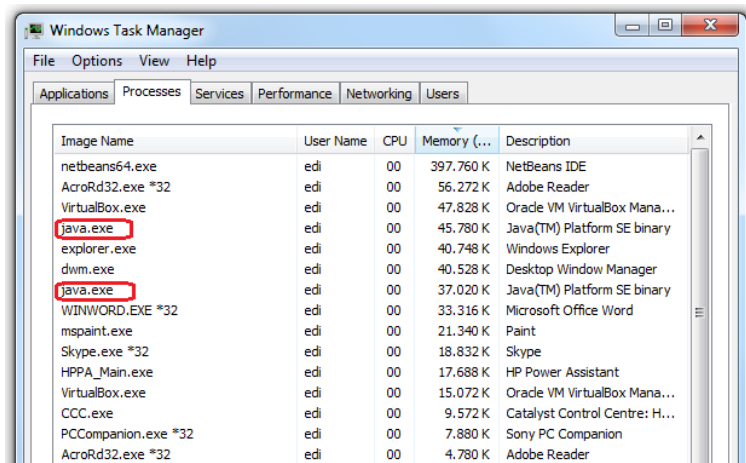 Windows Task Manager
File Options View Help
Applications Processes Services Performance Networking Users
Image Name User Name CPU Memory (... Description
netbeans64.exe edi 00 397.760 K NetBeans IDE
AcroRd32.exe *32 edi 00 56.272 K Adobe Reader
VirtualBox.exe edi 00 47.828 K Oracle VM VirtualBox Mana...
java.exe edi 00 45.780 K Java(TM) Platform SE binary
explorer.exe edi 00 40.748 K Windows Explorer
dwm.exe edi 00 40.528 K Desktop Window Manager
java.exe edi 00 37.020 K Java(TM) Platform SE binary
WINWORD.EXE *32 edi 00 33.316 K Microsoft Office Word
mspaint.exe edi 00 21.340 K Paint
Skype.exe *32 edi 00 18.832 K Skype
HPPA_Main.exe edi 00 17.688 K HP Power Assistant
VirtualBox.exe edi 00 15.072 K Oracle VM VirtualBox Mana...
CCC.exe edi 00 9.572 K Catalyst Control Centre: H...
PCCompanion.exe *32 edi 00 7.880 K Sony PC Companion
AcroRd32.exe *32 edi 00 4.780 K Adobe Reader